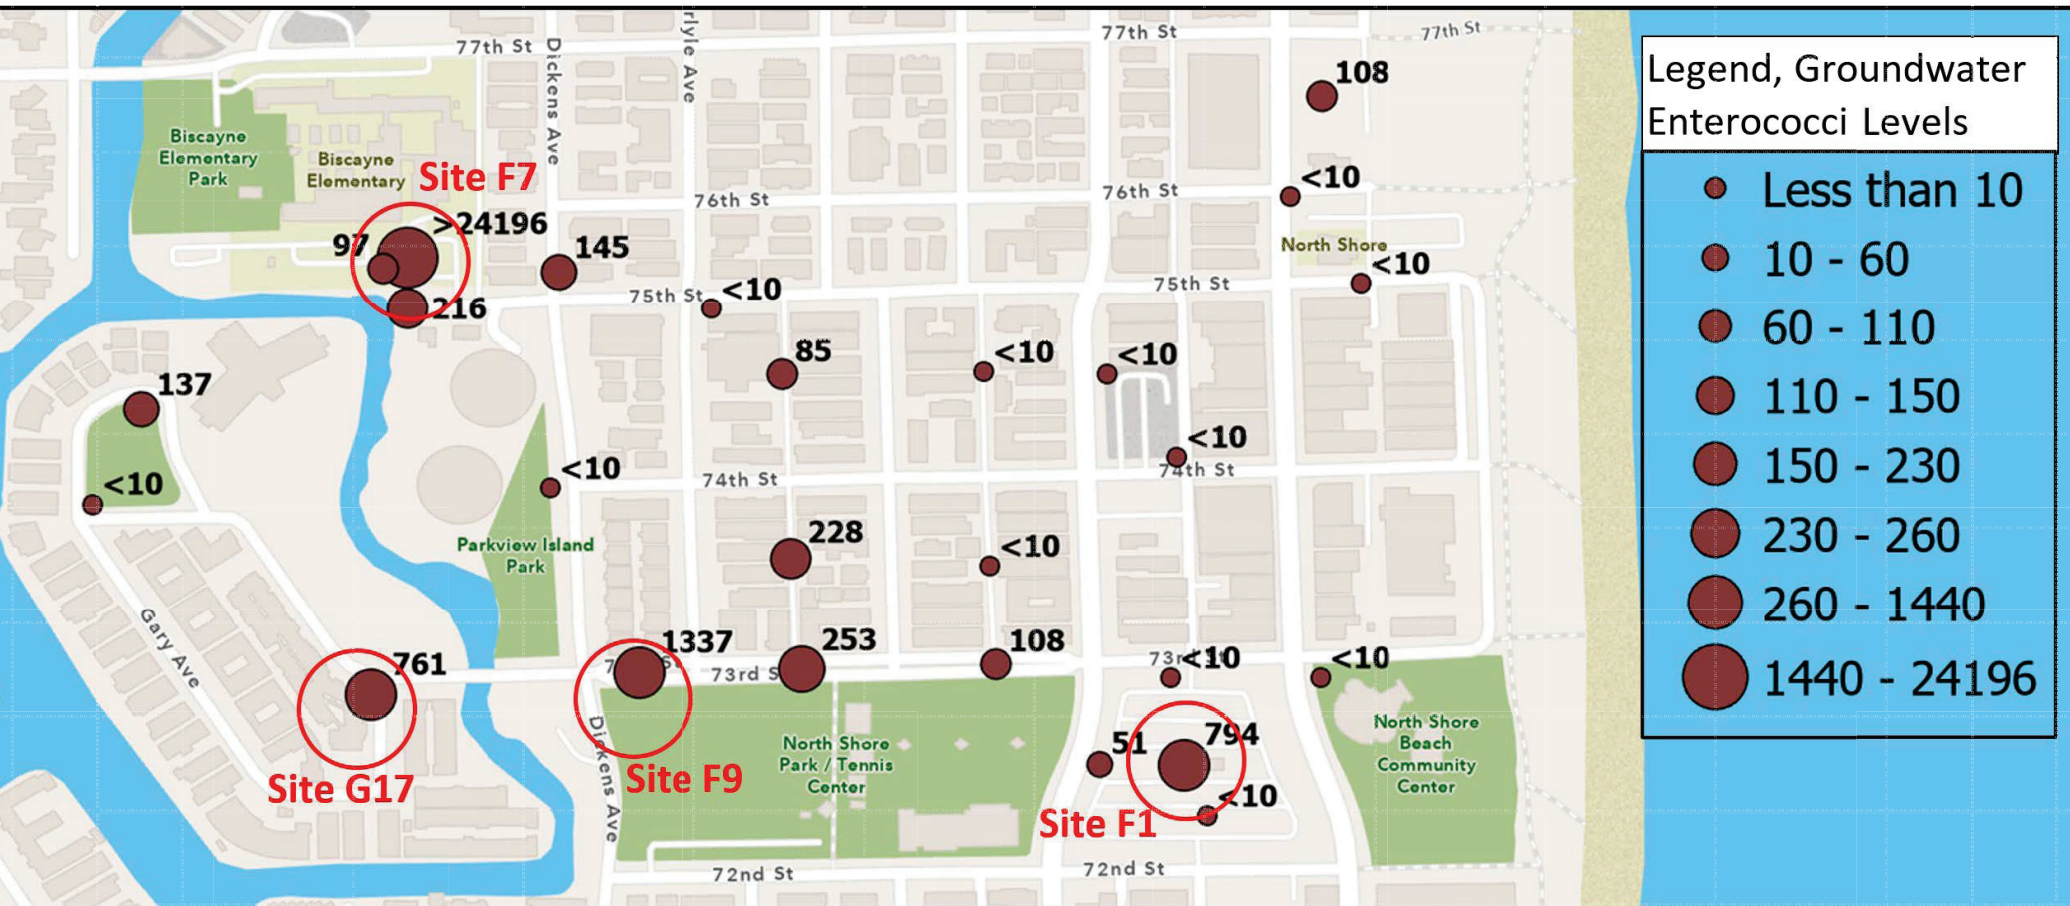 77th St
Dickens Ave
rlyle Ave
77th St
77th St
Legend, Groundwater
Enterococci Levels
Less than 10
10 - 60
60 - 110
110 - 150
150 - 230
230 - 260
260 - 1440
1440 - 24196
108
Biscayne
Elementary
Park
Biscayne
Elementary
Site F7
76th St
76th St
<10
>24196
97
216
145
North Shore
<10
75th St
<10
75th St
85
<10
<10
137
<10
<10
74th St
<10
74th St
Parkview Island
Park
228
<10
Gary Ave
761
Site G17
1337
73rd S
253
108
73rd St
<10
<10
Dickens Ave
Site F9
North Shore
Park / Tennis
Center
51
794
<10
Site F1
North Shore
Beach
Community
Center
72nd St
72nd St